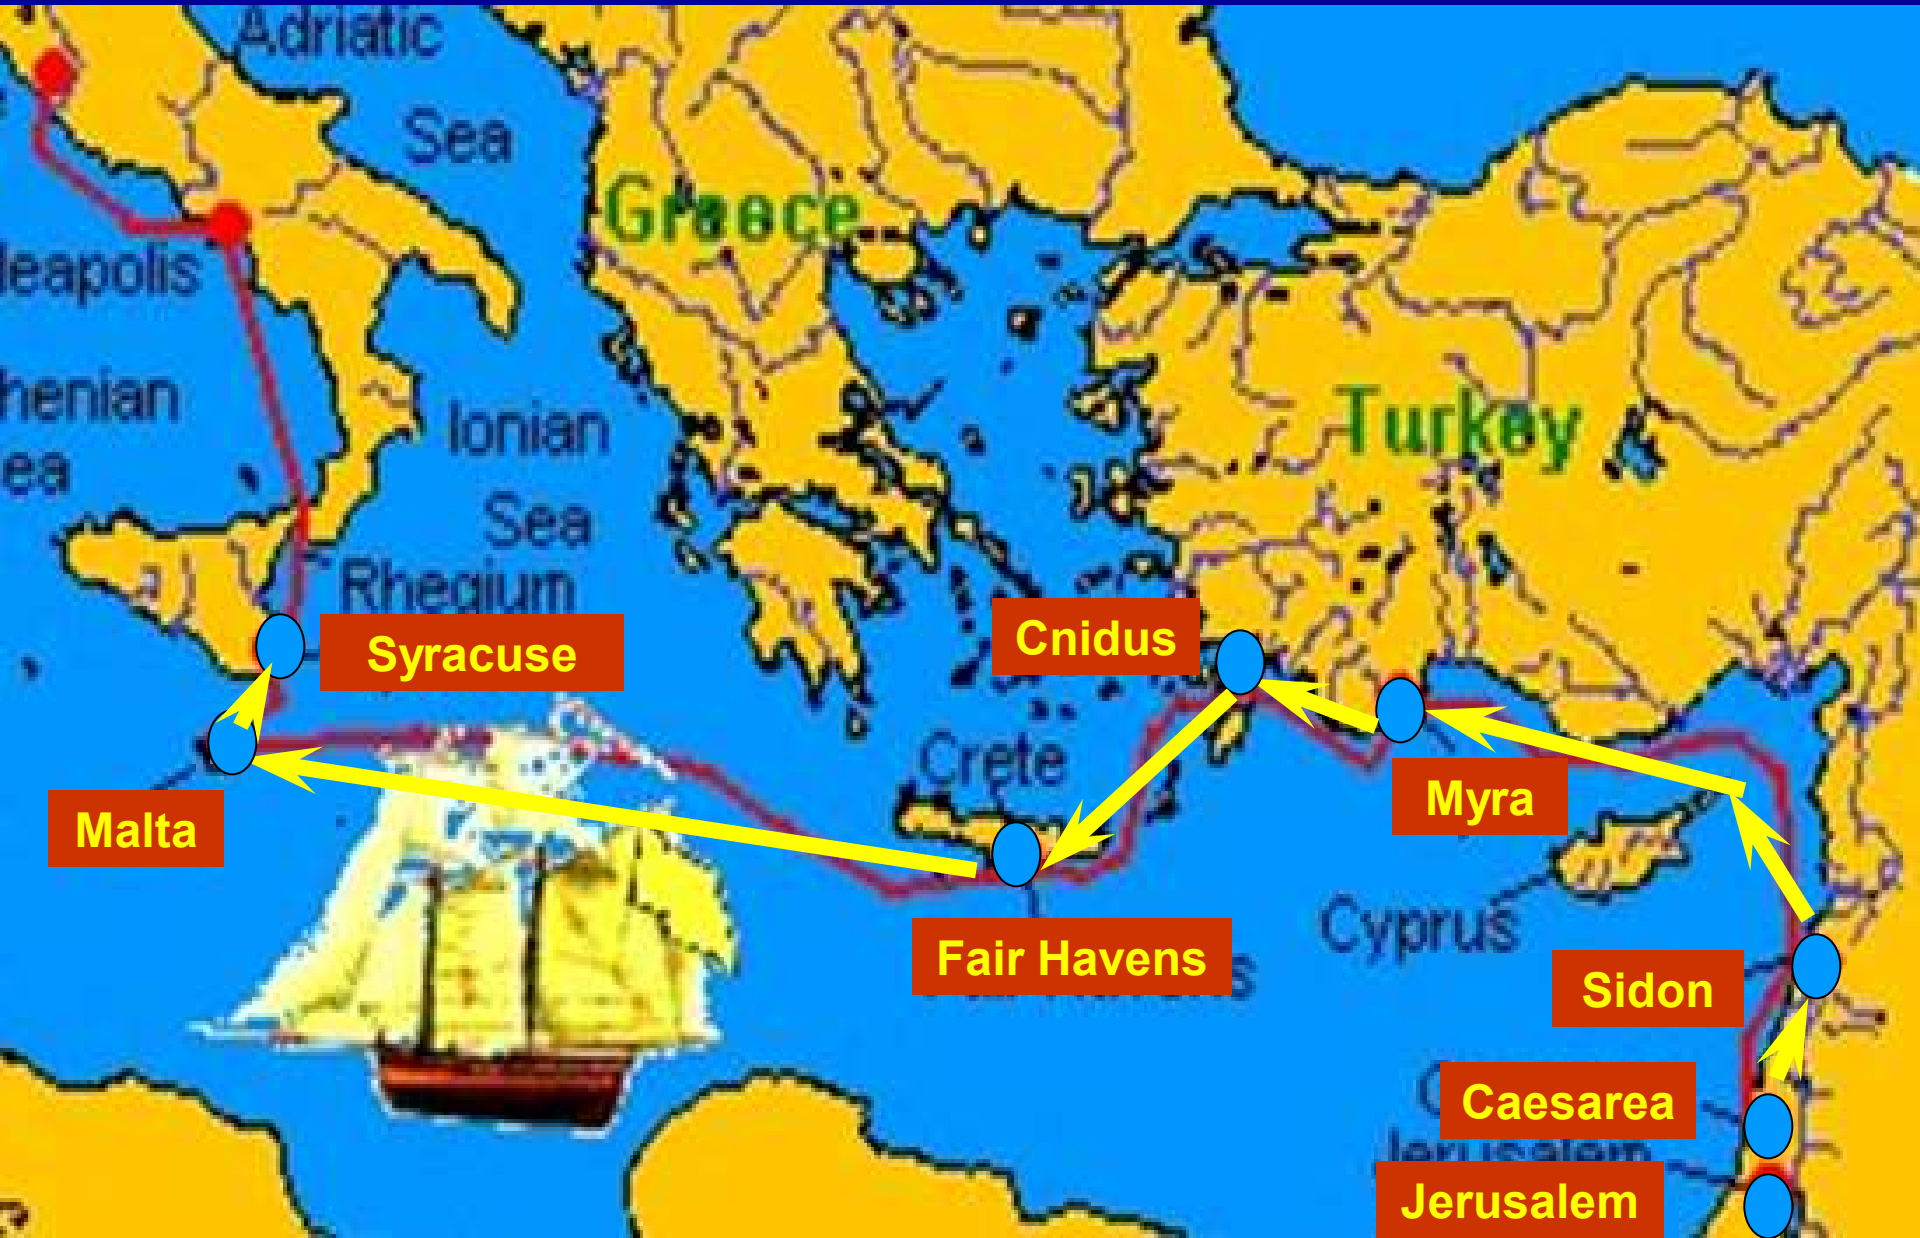 Adriatic
Sea
Greece
eapolis
henian
ea
Ionian
Sea
Turkey
Rhegium
Syracuse
Cnidus
Crete
Myra
Malta
Cyprus
Fair Havens
Sidon
Caesarea
Jerusalem
Jerusalem